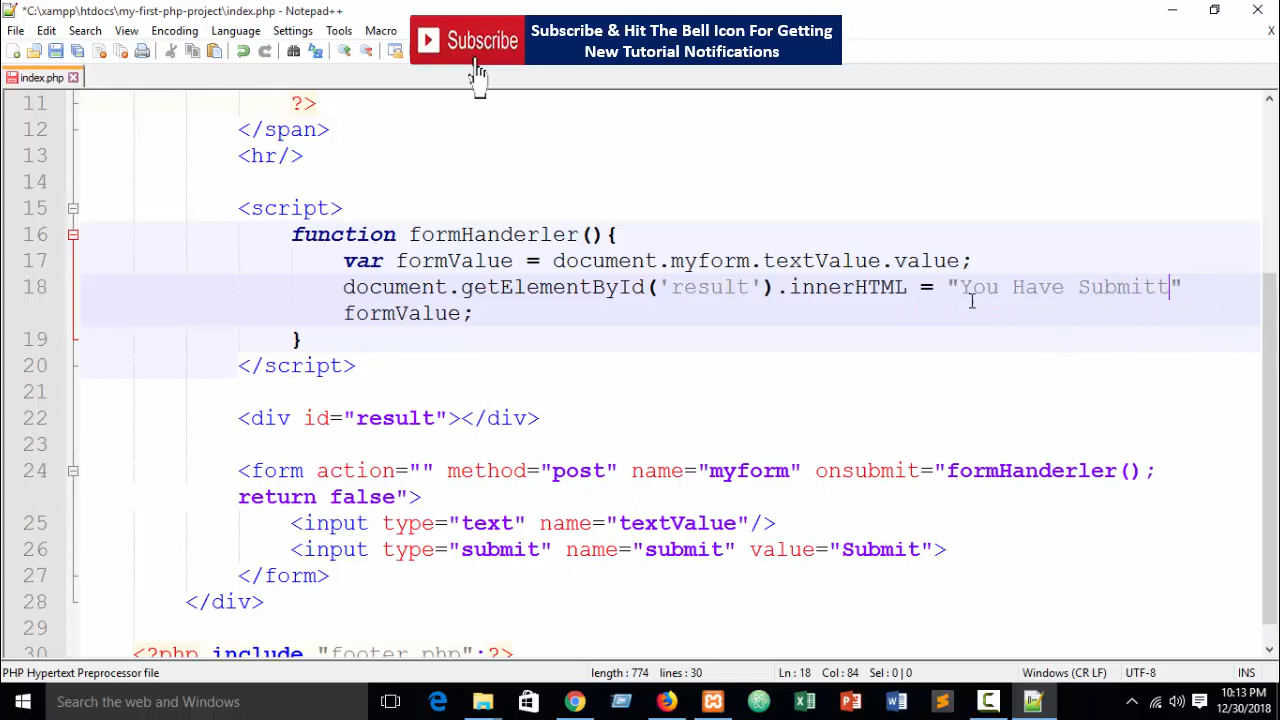 *C:\xampp\htdocs\my-first-php-project\index.php - Notepad++
File Edit Search View Encoding Language Settings Tools Macro
Subscribe
Subscribe & Hit The Bell Icon For Getting
New Tutorial Notifications
index.php
11 ?>
12 </span>
13 <hr/>
14
15 <script>
16 function formHanderler(){
17 var formValue = document.myform.textValue.value;
18 document.getElementById('result').innerHTML = "You Have Submitt"
formValue;
19 }
20 </script>
21
22 <div id="result"></div>
23
24 <form action="" method="post" name="myform" onsubmit="formHanderler();
return false">
25 <input type="text" name="textValue"/>
26 <input type="submit" name="submit" value="Submit">
27 </form>
28 </div>
29
30 <?php include "footer.php";?>
PHP Hypertext Preprocessor file length : 774 lines : 30 Ln : 18 Col : 84 Sel : 0 | 0 Windows (CR LF) UTF-8 INS
Search the web and Windows
10:13 PM
12/30/2018